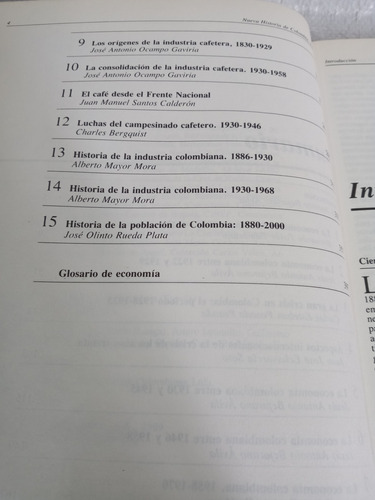 Nueva Historia de
9 Los orígenes de la industria cafetera, 1830-1929
José Antonio Ocampo Gaviria
10 La consolidación de la industria cafetera. 1930-1958
José Antonio Ocampo Gaviria
11 El café desde el Frente Nacional
Juan Manuel Santos Calderón
12 Luchas del campesinado cafetero. 1930-1946
Charles Bergquist
13 Historia de la industria colombiana. 1886-1930
Alberto Mayor Mora
14 Historia de la industria colombiana. 1930-1968
Alberto Mayor Mora
15 Historia de la población de Colombia: 1880-2000
José Olinto Rueda Plata
Glosario de economía
Introducción
In
Cien
L
188
en